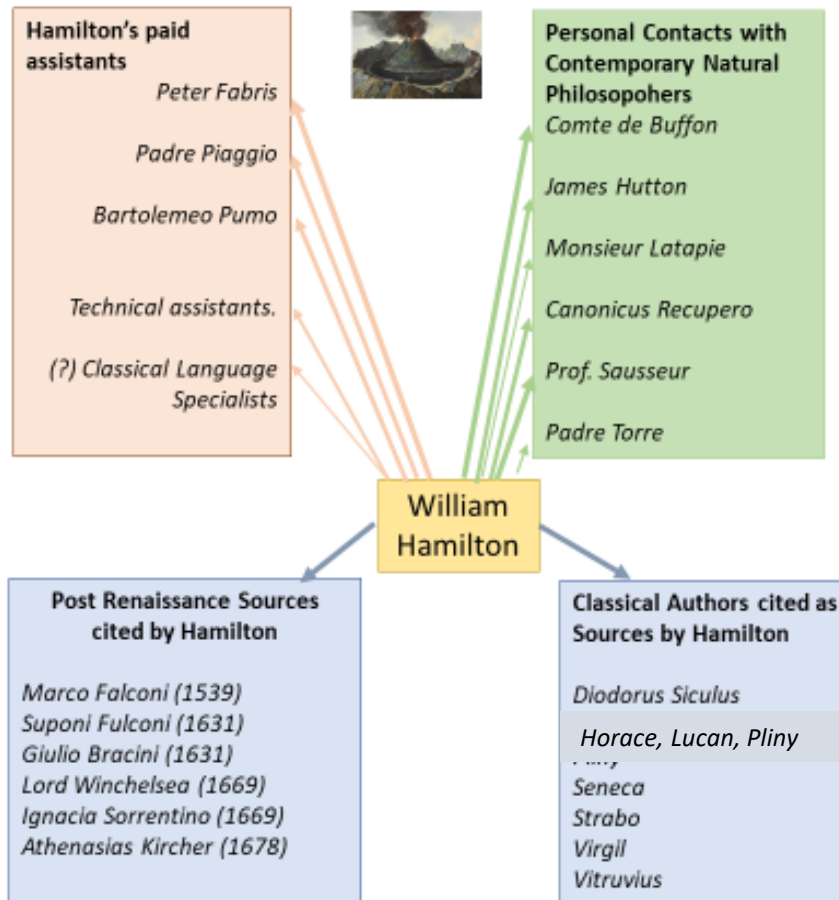 Hamilton's paid
assistants
Peter Fabris
Padre Piaggio
Bartolemeo Pumo
Technical assistants.
(?) Classical Language
Specialists
Personal Contacts with
Contemporary Natural
Philosopohers
Comte de Buffon
James Hutton
Monsieur Latapie
Canonicus Recupero
Prof. Sausseur
Padre Torre
William
Hamilton
Post Renaissance Sources
cited by Hamilton
Marco Falconi (1539)
Suponi Fulconi (1631)
Giulio Bracini (1631)
Lord Winchelsea (1669)
Ignacia Sorrentino (1669)
Athenasias Kircher (1678)
Classical Authors cited as
Sources by Hamilton
Diodorus Siculus
Horace, Lucan, Pliny
Seneca
Strabo
Virgil
Vitruvius